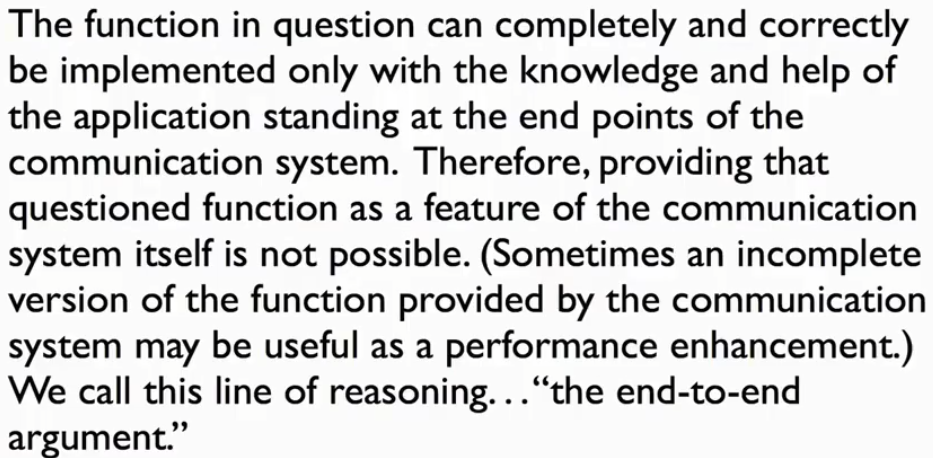 The function in question can completely and correctly
be implemented only with the knowledge and help of
the application standing at the end points of the
communication system. Therefore, providing that
questioned function as a feature of the communication
system itself is not possible. (Sometimes an incomplete
version of the function provided by the communication
system may be useful as a performance enhancement.)
We call this line of reasoning...“the end-to-end
argument.”